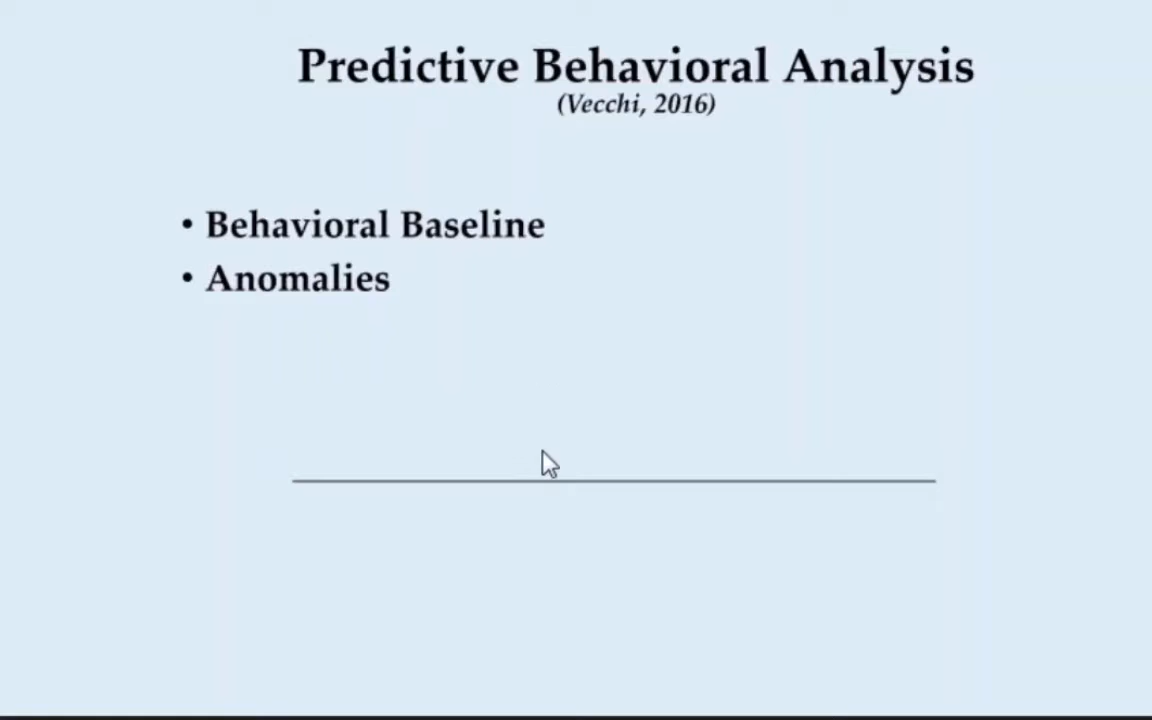 Predictive Behavioral Analysis
(Vecchi, 2016)
• Behavioral Baseline
• Anomalies